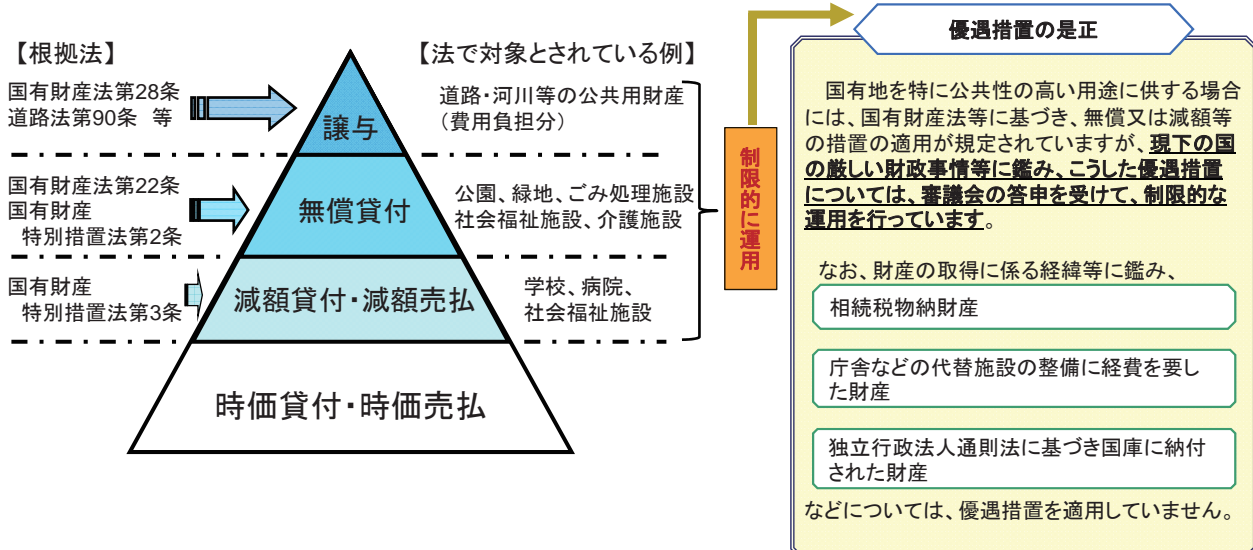 【根拠法】
国有財産法第28条
道路法第90条 等
国有財産法第22条
国有財産
特別措置法第2条
国有財産
特別措置法第3条
譲与
無償貸付
減額貸付・減額売払
時価貸付・時価売払
【法で対象とされている例】
道路・河川等の公共用財産
（費用負担分）
公園、緑地、ごみ処理施設
社会福祉施設、介護施設
学校、病院、
社会福祉施設
制限的に運用
優遇措置の是正
国有地を特に公共性の高い用途に供する場合
には、国有財産法等に基づき、無償又は減額等
の措置の適用が規定されていますが、現下の国
の厳しい財政事情等に鑑み、こうした優遇措置
については、審議会の答申を受けて、制限的な
運用を行っています。
なお、財産の取得に係る経緯等に鑑み、
相続税物納財産
庁舎などの代替施設の整備に経費を要し
た財産
独立行政法人通則法に基づき国庫に納付
された財産
などについては、優遇措置を適用していません。